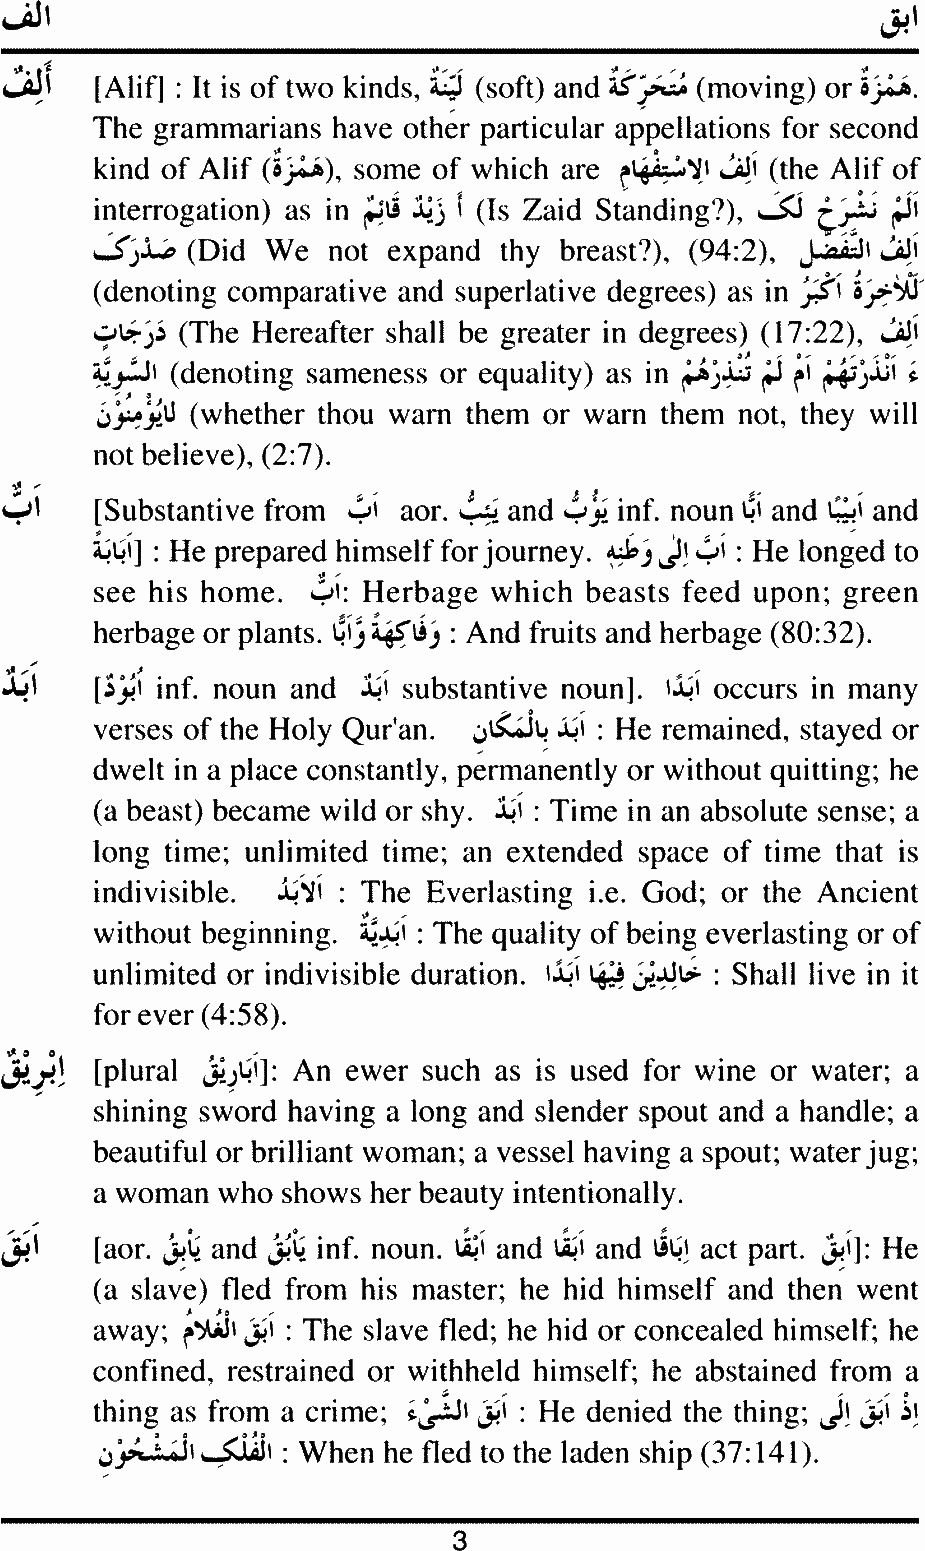 الف ابق
أَلِفٌ [Alif] : It is of two kinds, لَيِّنَةٌ (soft) and مُتَحَرِّكَةٌ (moving) or هَمْزَةٌ.
The grammarians have other particular appellations for second
kind of Alif (هَمْزَةٌ), some of which are اَلِفُ الِاسْتِفْهَامِ (the Alif of
interrogation) as in أَ زَيْدٌ قَائِمٌ (Is Zaid Standing?), اَلَمْ نَشْرَحْ لَكَ
صَدْرَكَ (Did We not expand thy breast?), (94:2), اَلِفُ التَّفْضِيْلِ
(denoting comparative and superlative degrees) as in لَلْاٰخِرَةُ اَكْبَرُ
دَرَجَاتٍ (The Hereafter shall be greater in degrees) (17:22), اَلِفُ
السَّوِيَّةِ (denoting sameness or equality) as in ءَ اَنْذَرْتَهُمْ اَمْ لَمْ تُنْذِرْهُمْ
لَايُؤْمِنُوْنَ (whether thou warn them or warn them not, they will
not believe), (2:7).
اَبٌّ [Substantive from اَبَّ aor. يَئِبُّ and يَؤُبُّ inf. noun اَبًّا and اَبِيْبًا and
اَبَابَةً] : He prepared himself for journey. اَبَّ اِلٰى وَطَنِهٖ : He longed to
see his home. اَبٌّ: Herbage which beasts feed upon; green
herbage or plants. وَفَاكِهَةً وَّاَبًّا : And fruits and herbage (80:32).
اَبَدٌ [اُبُوْدٌ inf. noun and اَبَدٌ substantive noun]. اَبَدًا occurs in many
verses of the Holy Qur'an. اَبَدَ بِالْمَكَانِ : He remained, stayed or
dwelt in a place constantly, permanently or without quitting; he
(a beast) became wild or shy. اَبَدٌ : Time in an absolute sense; a
long time; unlimited time; an extended space of time that is
indivisible. اَلْاَبَدُ : The Everlasting i.e. God; or the Ancient
without beginning. اَبَدِيَّةٌ : The quality of being everlasting or of
unlimited or indivisible duration. خَالِدِيْنَ فِيْهَا اَبَدًا : Shall live in it
for ever (4:58).
اِبْرِيْقٌ [plural اَبَارِيْقُ]: An ewer such as is used for wine or water; a
shining sword having a long and slender spout and a handle; a
beautiful or brilliant woman; a vessel having a spout; water jug;
a woman who shows her beauty intentionally.
اَبَقَ [aor. يَأْبِقُ and يَأْبَقُ inf. noun. اَبْقًا and اَبَقًا and اِبَاقًا act part. اَبِقٌ]: He
(a slave) fled from his master; he hid himself and then went
away; اَبَقَ الْغُلَامُ : The slave fled; he hid or concealed himself; he
confined, restrained or withheld himself; he abstained from a
thing as from a crime; اَبَقَ الشَّيْءَ : He denied the thing; اِذْ اَبَقَ اِلَى
الْفُلْكِ الْمَشْحُوْنِ : When he fled to the laden ship (37:141).
3